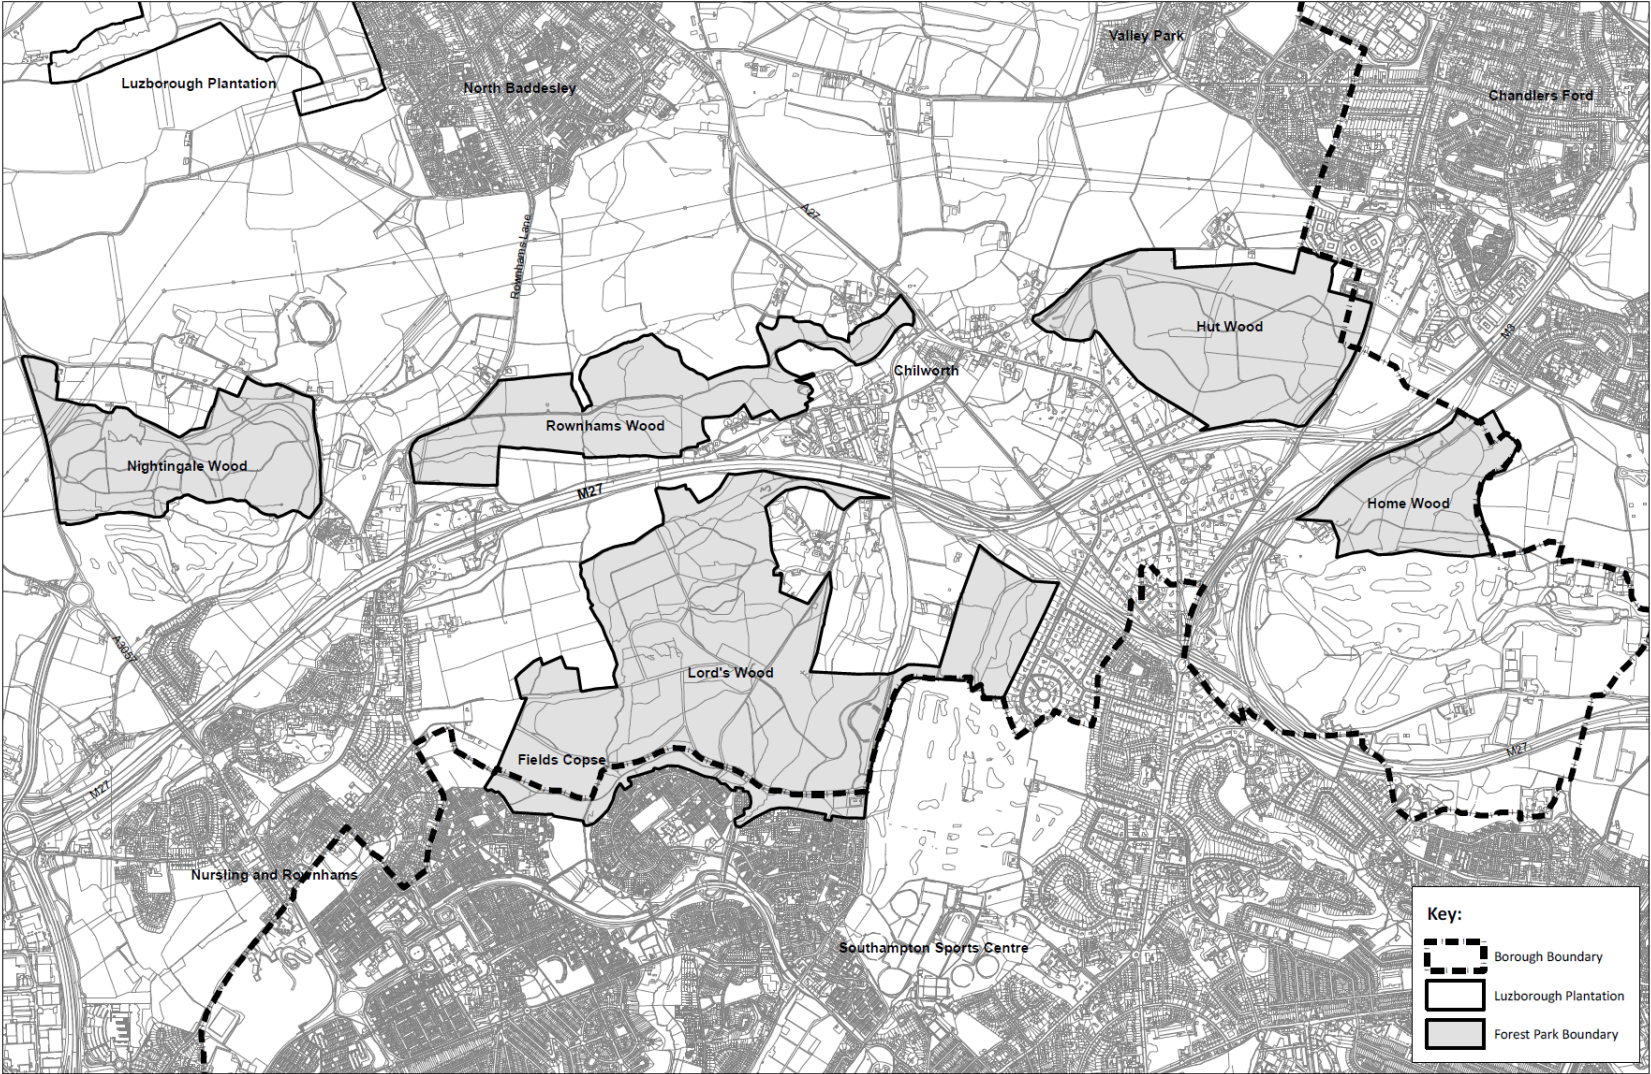 Valley Park
Luzborough Plantation
North Baddesley
Chandlers Ford
A27
Rownhams Lane
Hut Wood
M3
Chilworth
Rownhams Wood
Nightingale Wood
M27
Home Wood
A3057
Lord's Wood
Fields Copse
M27
M27
Nursling and Rownhams
Southampton Sports Centre
Key:
Borough Boundary
Luzborough Plantation
Forest Park Boundary